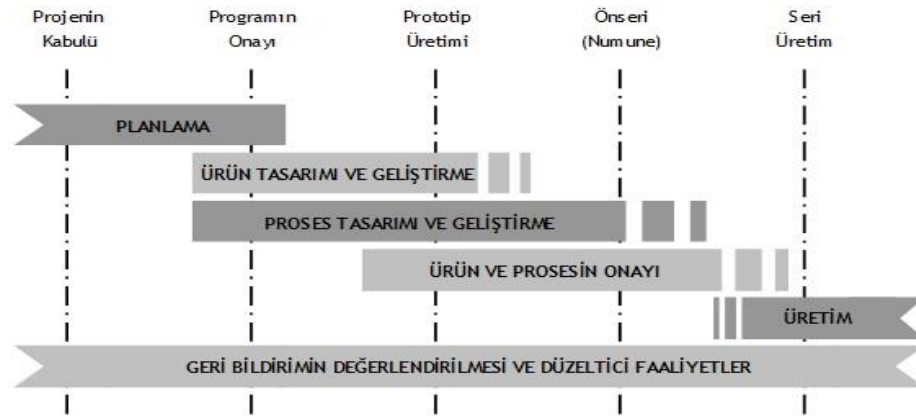 Projenin
Kabulü
Programın
Onayı
Prototip
Üretimi
Önseri
(Numune)
Seri
Üretim
PLANLAMA
ÜRÜN TASARIMI VE GELİŞTİRME
PROSES TASARIMI VE GELİŞTİRME
ÜRÜN VE PROSESİN ONAYI
ÜRETİM
GERİ BİLDİRİMİN DEĞERLENDİRİLMESİ VE DÜZELTİCİ FAALİYETLER